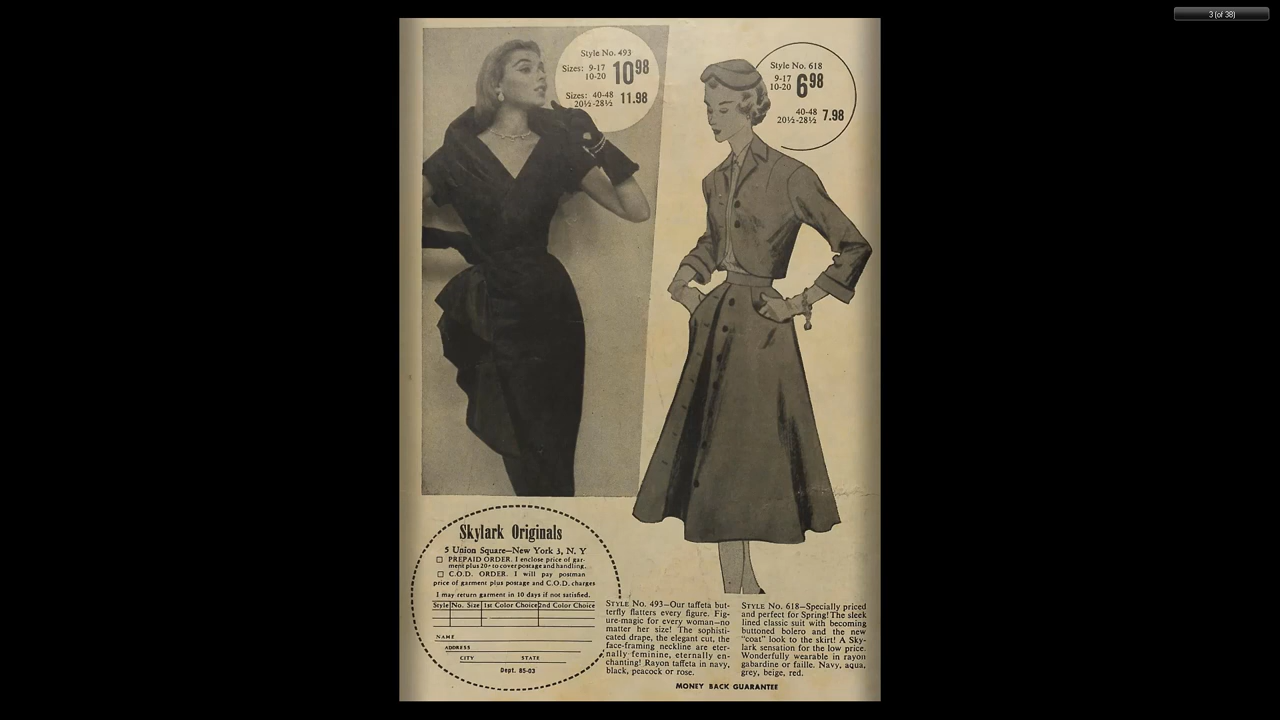 3 (of 38)
Style No. 493
Sizes: 9-17
10-20
10 98
Sizes: 40-48
20½-28½
11.98
Style No. 618
9-17
10-20
6 98
40-48
20½-28½
7.98
Skylark Originals
5 Union Square—New York 3, N. Y
PREPAID ORDER. I enclose price of gar-
ment plus 20¢ to cover postage and handling.
C.O.D. ORDER. I will pay postman
price of garment plus postage and C.O.D. charges
I may return garment in 10 days if not satisfied.
Style No. Size 1st Color Choice 2nd Color Choice
NAME
ADDRESS
CITY STATE
Dept. 85-03
STYLE No. 493—Our taffeta but-
terfly flatters every figure. Fig-
ure-magic for every woman—no
matter her size! The sophisti-
cated drape, the elegant cut, the
face-framing neckline are eter-
nally feminine, eternally en-
chanting! Rayon taffeta in navy,
black, peacock or rose.
STYLE No. 618—Specially priced
and perfect for Spring! The sleek
lined classic suit with becoming
buttoned bolero and the new
"coat" look to the skirt! A Sky-
lark sensation for the low price.
Wonderfully wearable in rayon
gabardine or faille. Navy, aqua,
grey, beige, red.
MONEY BACK GUARANTEE